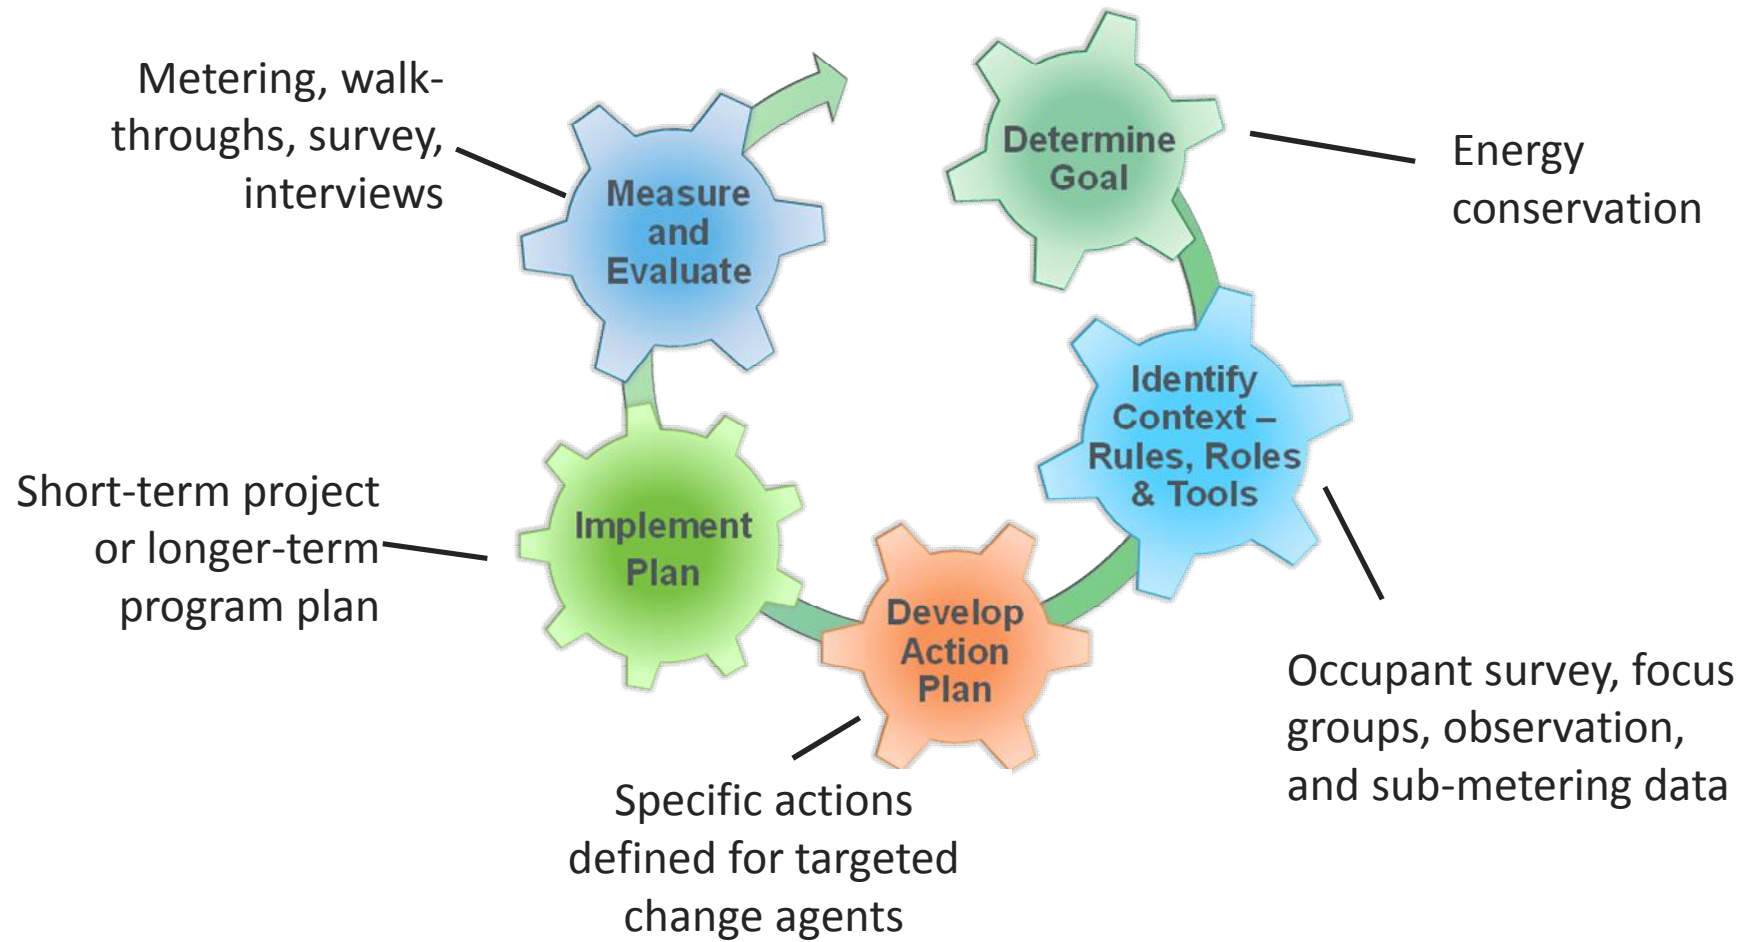 Determine
Goal
Energy
conservation
Identify
Context –
Rules, Roles
& Tools
Occupant survey, focus
groups, observation,
and sub-metering data
Develop
Action
Plan
Specific actions
defined for targeted
change agents
Implement
Plan
Short-term project
or longer-term
program plan
Measure
and
Evaluate
Metering, walk-
throughs, survey,
interviews